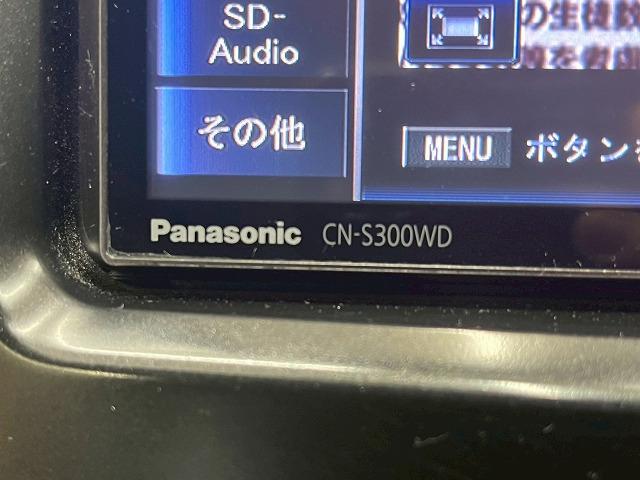 SD-
Audio
その他
MENU ボタン
Panasonic CN-S300WD